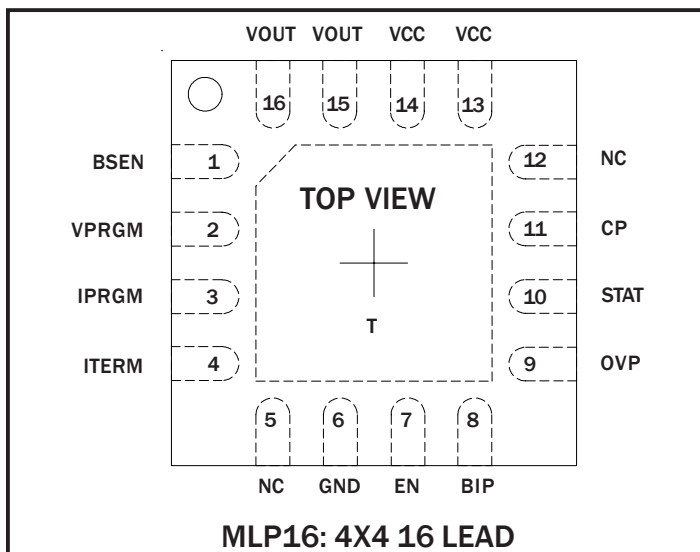 VOUT VOUT VCC VCC
16 15 14 13
BSEN 1 12 NC
TOP VIEW
VPRGM 2 11 CP
IPRGM 3 10 STAT
T
ITERM 4 9 OVP
5 6 7 8
NC GND EN BIP
MLP16: 4X4 16 LEAD